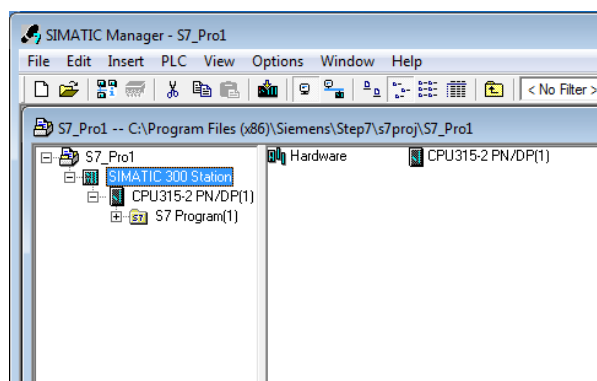 SIMATIC Manager - S7_Pro1
File Edit Insert PLC View Options Window Help
< No Filter >
S7_Pro1 -- C:\Program Files (x86)\Siemens\Step7\s7proj\S7_Pro1
S7_Pro1
SIMATIC 300 Station
CPU315-2 PN/DP(1)
S7 Program(1)
Hardware CPU315-2 PN/DP(1)